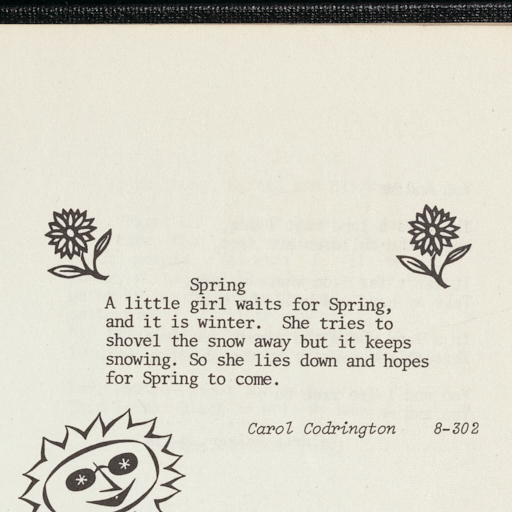 Spring
A little girl waits for Spring,
and it is winter.  She tries to
shovel the snow away but it keeps
snowing. So she lies down and hopes
for Spring to come.
Carol Codrington    8-302